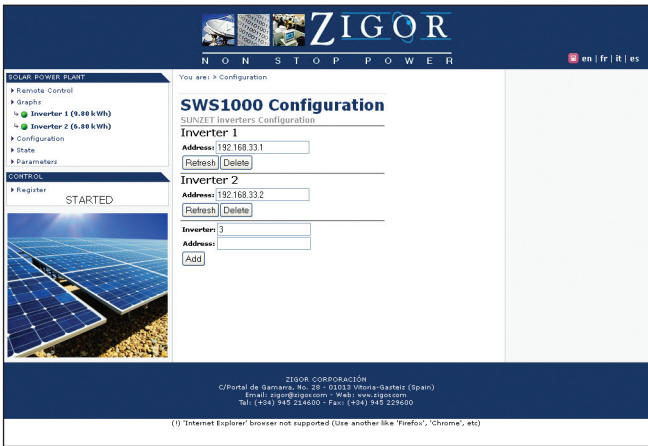 ZIGOR
NON STOP POWER
en | fr | it | es
SOLAR POWER PLANT
Remote Control
Graphs
Inverter 1 (9.80 kWh)
Inverter 2 (6.80 kWh)
Configuration
State
Parameters
CONTROL
Register
STARTED
You are: > Configuration
SWS1000 Configuration
SUNZET inverters Configuration
Inverter 1
Address: 192.168.33.1
Refresh Delete
Inverter 2
Address: 192.168.33.2
Refresh Delete
Inverter: 3
Address:
Add
ZIGOR CORPORACIÓN
C/Portal de Gamarra, No. 28 - 01013 Vitoria-Gasteiz (Spain)
Email: zigor@zigor.com - Web: www.zigor.com
Tel: (+34) 945 214600 - Fax: (+34) 945 229600
(!) 'Internet Explorer' browser not supported (Use another like 'Firefox', 'Chrome', etc)